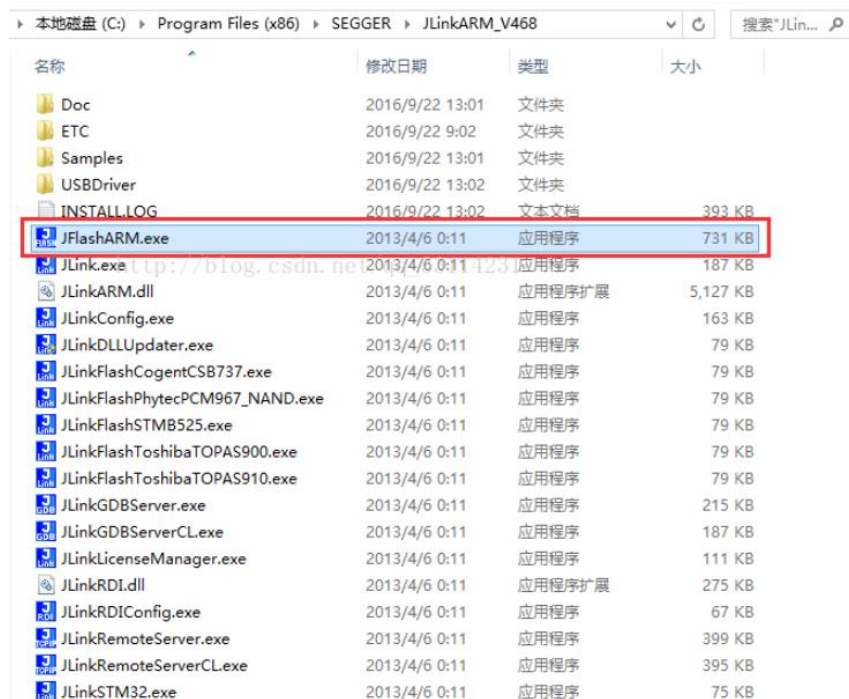 本地磁盘 (C:) Program Files (x86) SEGGER JLinkARM_V468 搜索"JLin...
名称 修改日期 类型 大小
Doc 2016/9/22 13:01 文件夹
ETC 2016/9/22 9:02 文件夹
Samples 2016/9/22 13:01 文件夹
USBDriver 2016/9/22 13:02 文件夹
INSTALL.LOG 2016/9/22 13:02 文本文档 393 KB
JFlashARM.exe 2013/4/6 0:11 应用程序 731 KB
JLink.exe 2013/4/6 0:11 应用程序 187 KB
JLinkARM.dll 2013/4/6 0:11 应用程序扩展 5,127 KB
JLinkConfig.exe 2013/4/6 0:11 应用程序 163 KB
JLinkDLLUpdater.exe 2013/4/6 0:11 应用程序 79 KB
JLinkFlashCogentCSB737.exe 2013/4/6 0:11 应用程序 79 KB
JLinkFlashPhytecPCM967_NAND.exe 2013/4/6 0:11 应用程序 79 KB
JLinkFlashSTMB525.exe 2013/4/6 0:11 应用程序 79 KB
JLinkFlashToshibaTOPAS900.exe 2013/4/6 0:11 应用程序 79 KB
JLinkFlashToshibaTOPAS910.exe 2013/4/6 0:11 应用程序 79 KB
JLinkGDBServer.exe 2013/4/6 0:11 应用程序 215 KB
JLinkGDBServerCL.exe 2013/4/6 0:11 应用程序 187 KB
JLinkLicenseManager.exe 2013/4/6 0:11 应用程序 111 KB
JLinkRDI.dll 2013/4/6 0:11 应用程序扩展 275 KB
JLinkRDIConfig.exe 2013/4/6 0:11 应用程序 67 KB
JLinkRemoteServer.exe 2013/4/6 0:11 应用程序 399 KB
JLinkRemoteServerCL.exe 2013/4/6 0:11 应用程序 395 KB
JLinkSTM32.exe 2013/4/6 0:11 应用程序 75 KB